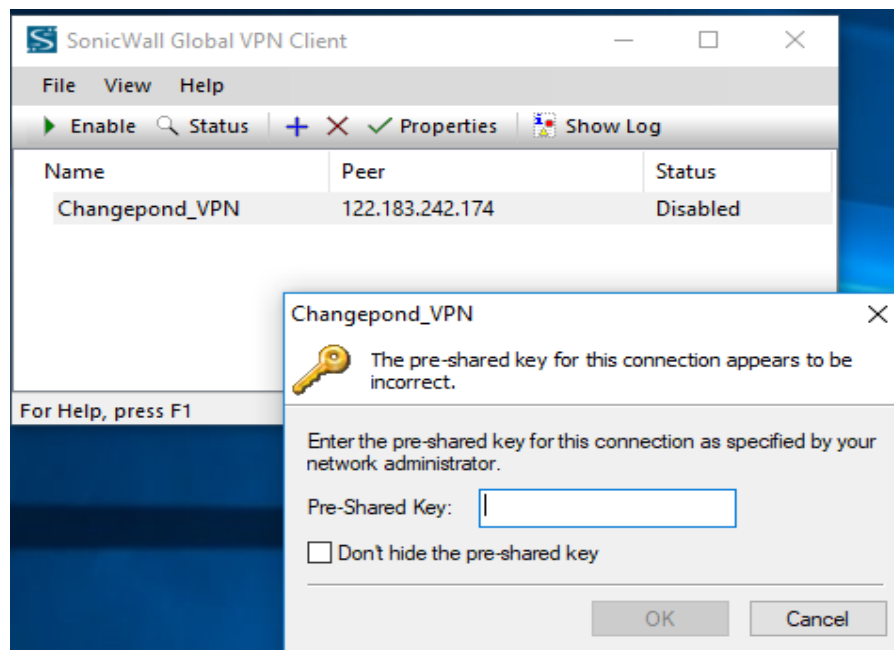 SonicWall Global VPN Client
File View Help
Enable Status Properties Show Log
Name Peer Status
Changepond_VPN 122.183.242.174 Disabled
Changepond_VPN
The pre-shared key for this connection appears to be
incorrect.
For Help, press F1
Enter the pre-shared key for this connection as specified by your
network administrator.
Pre-Shared Key:
Don't hide the pre-shared key
OK Cancel